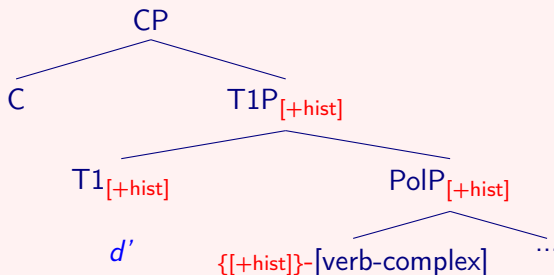 CP
C T1P[+hist]
T1[+hist] PolP[+hist]
d’ {[+hist]}-[verb-complex] ...